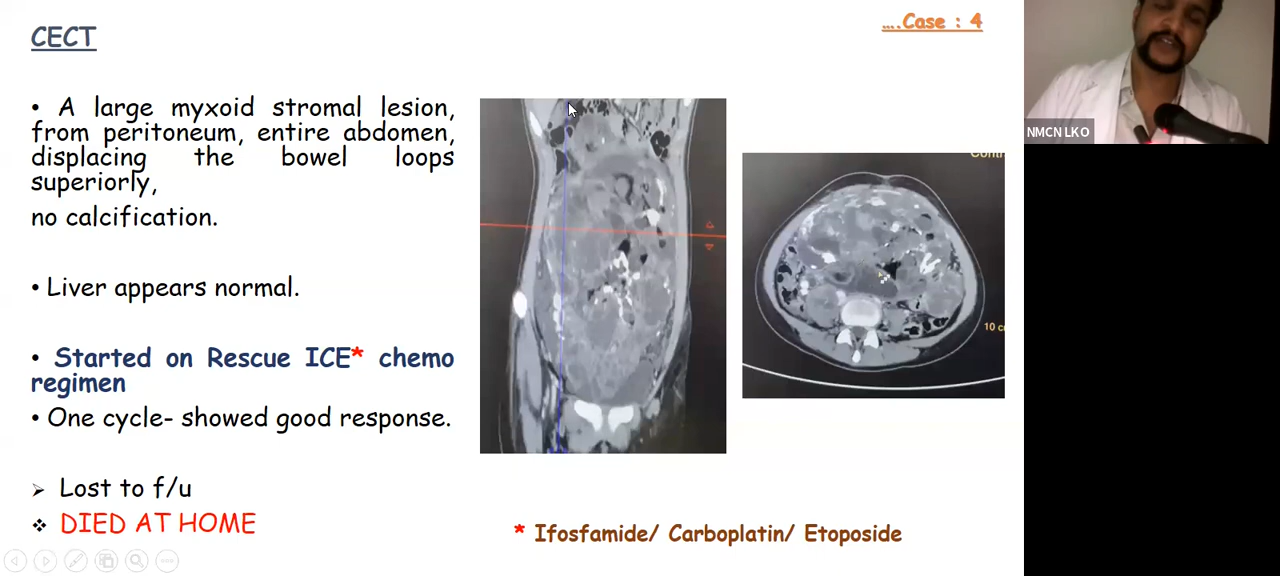 CECT
....Case : 4
• A large myxoid stromal lesion,
from peritoneum, entire abdomen,
displacing the bowel loops
superiorly,
no calcification.
• Liver appears normal.
• Started on Rescue ICE* chemo
regimen
• One cycle- showed good response.
➢ Lost to f/u
❖ DIED AT HOME
* Ifosfamide/ Carboplatin/ Etoposide
10 c
NMCN LKO